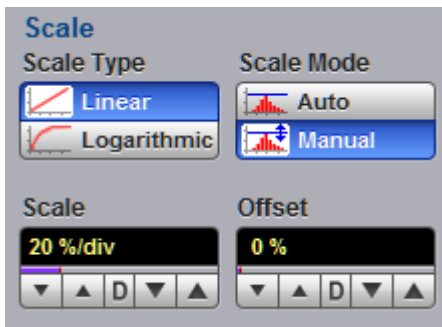 Scale
Scale Type
Scale Mode
Linear
Auto
Logarithmic
Manual
Scale
Offset
20 %/div
0 %
D
D